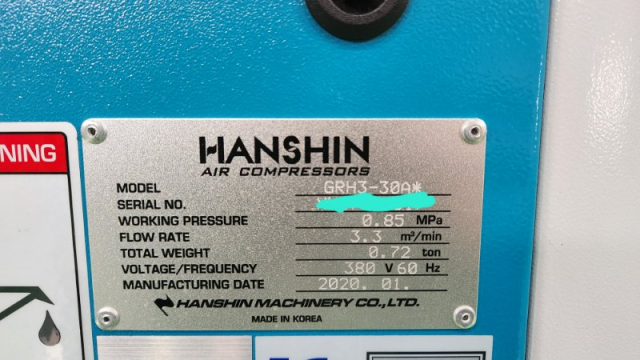 HANSHIN
AIR COMPRESSORS
NING
MODEL GRH3-30A*
SERIAL NO.
WORKING PRESSURE 0.85 MPa
FLOW RATE 3.3 m³/min
TOTAL WEIGHT 0.72 ton
VOLTAGE/FREQUENCY 380 V 60 Hz
MANUFACTURING DATE 2020. 01.
HANSHIN MACHINERY CO., LTD.
MADE IN KOREA